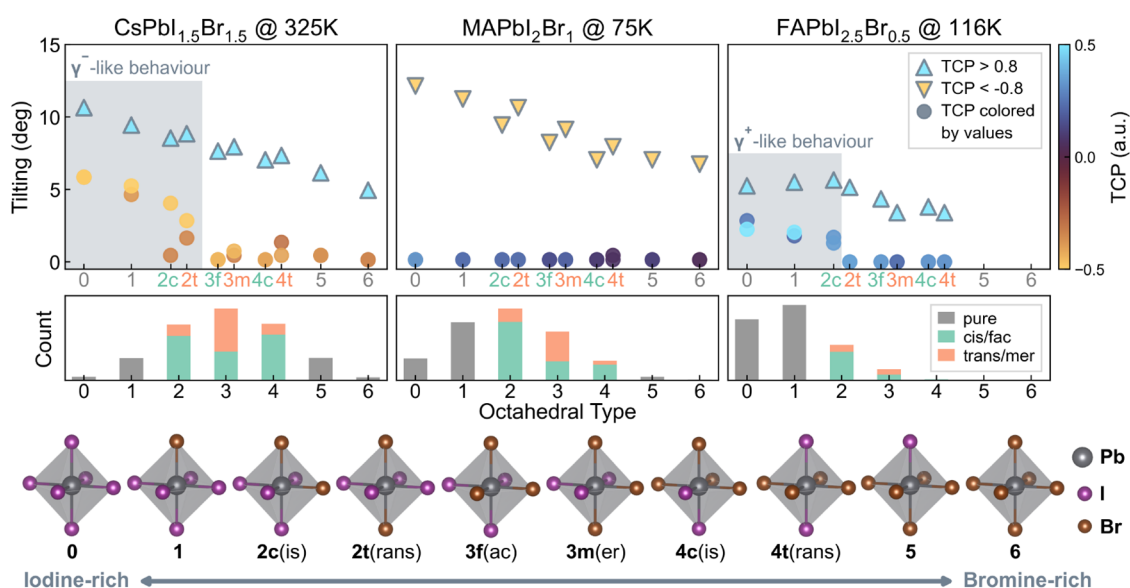 CsPbI1.5Br1.5 @ 325K
MAPbI2Br1 @ 75K
FAPbI2.5Br0.5 @ 116K
Tilting (deg)
15
10
5
0
γ−-like behaviour
γ+-like behaviour
TCP > 0.8
TCP < -0.8
TCP colored
by values
0.5
0.0
−0.5
TCP (a.u.)
0 1 2c 2t 3f 3m 4c 4t 5 6
0 1 2c 2t 3f 3m 4c 4t 5 6
0 1 2c 2t 3f 3m 4c 4t 5 6
Count
pure
cis/fac
trans/mer
0 1 2 3 4 5 6
0 1 2 3 4 5 6
0 1 2 3 4 5 6
Octahedral Type
Pb
I
Br
0 1 2c(is) 2t(rans) 3f(ac) 3m(er) 4c(is) 4t(rans) 5 6
Iodine-rich
Bromine-rich